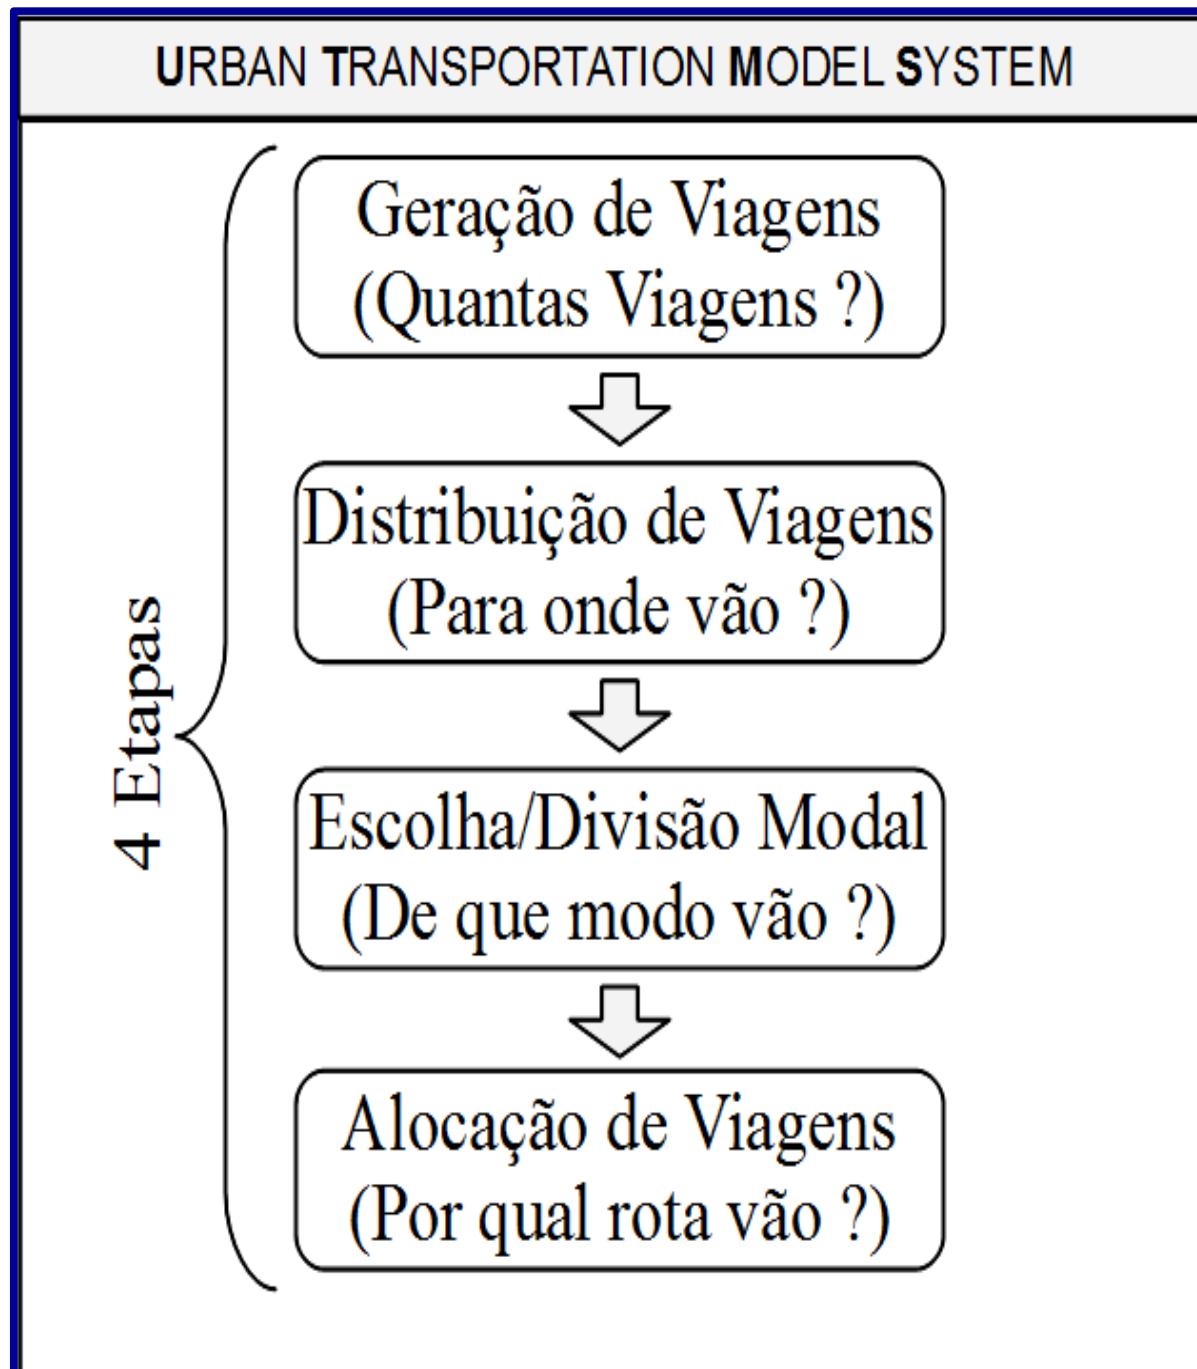 URBAN TRANSPORTATION MODEL SYSTEM
Geração de Viagens
(Quantas Viagens ?)
Distribuição de Viagens
(Para onde vão ?)
4 Etapas
Escolha/Divisão Modal
(De que modo vão ?)
Alocação de Viagens
(Por qual rota vão ?)